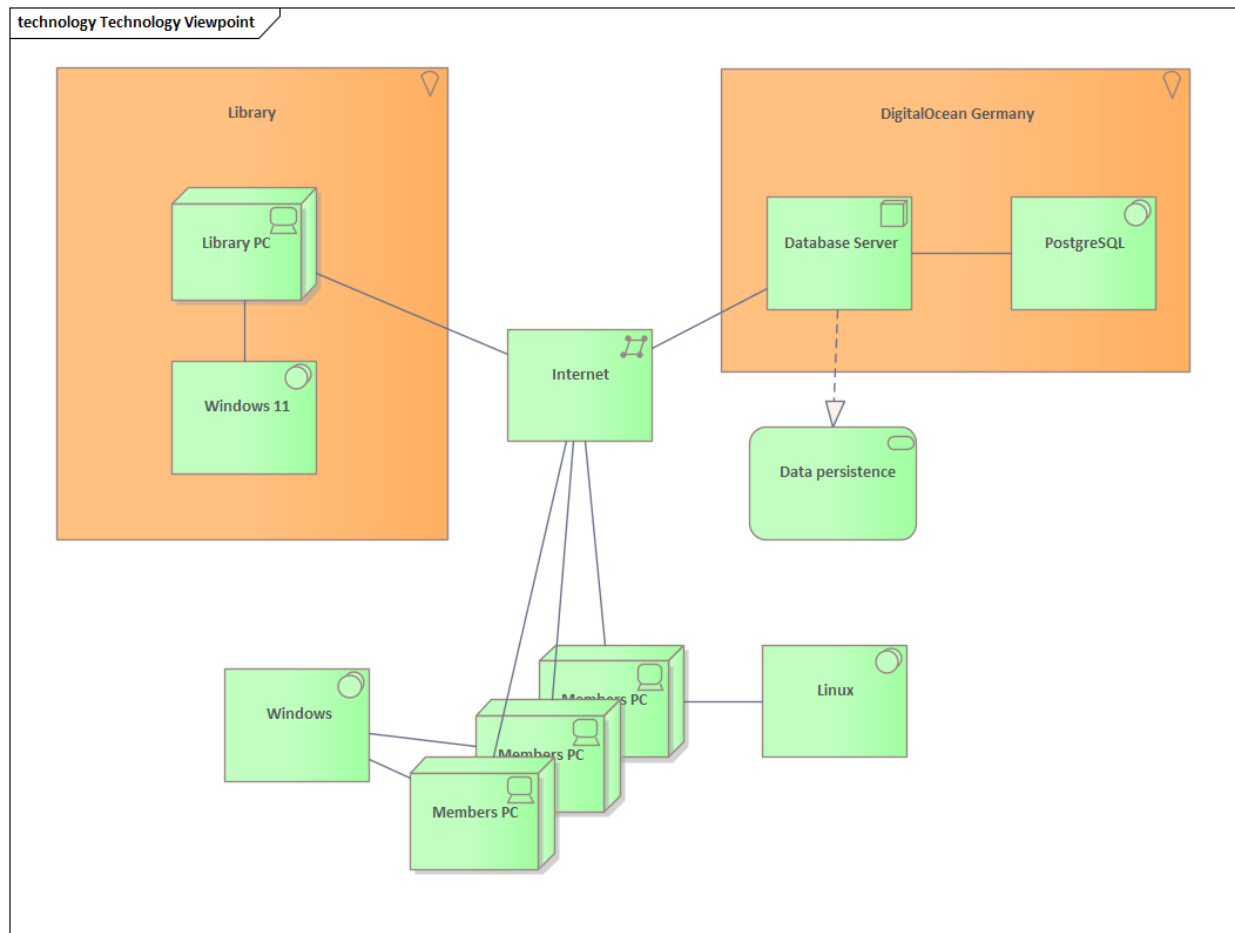 technology Technology Viewpoint
Library
DigitalOcean Germany
Library PC
Database Server
PostgreSQL
Internet
Windows 11
Data persistence
Members PC
Linux
Windows
Members PC
Members PC